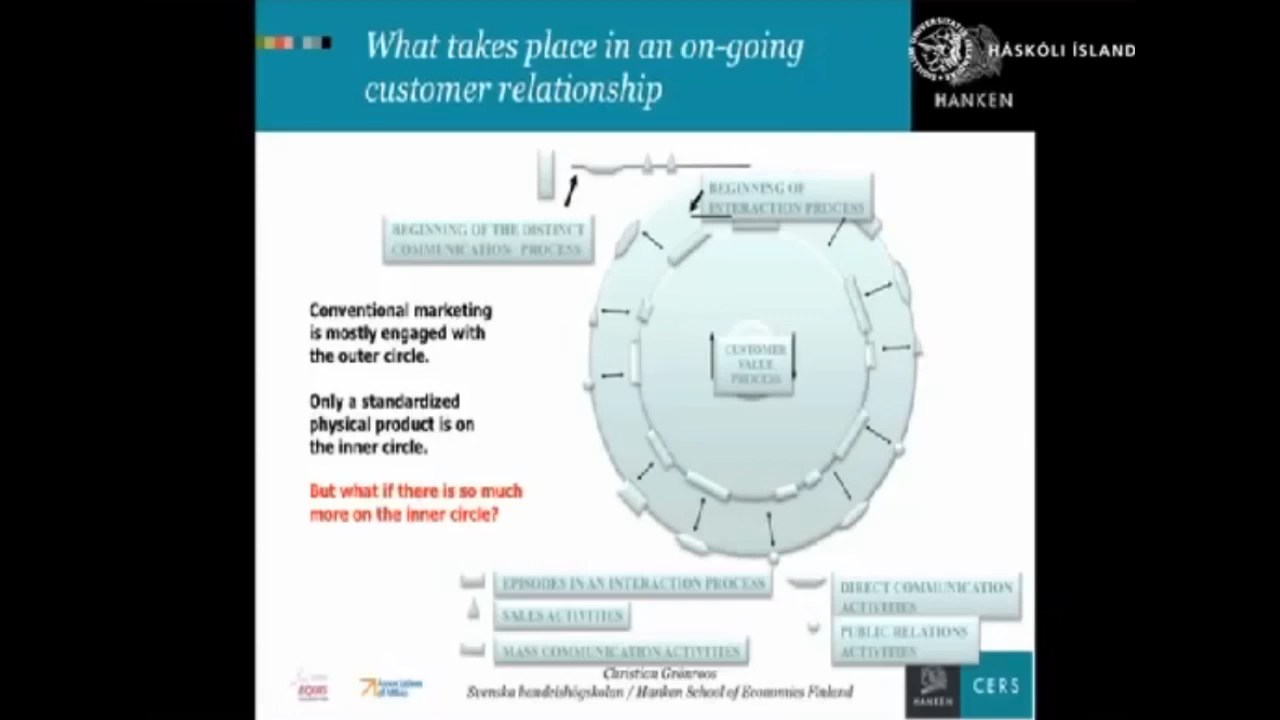 What takes place in an on-going
customer relationship
HÁSKÓLI ÍSLAND
HANKEN
BEGINNING OF
INTERACTION PROCESS
BEGINNING OF THE DISTINCT
COMMUNICATION PROCESS
Conventional marketing
is mostly engaged with
the outer circle.
CUSTOMER
VALUE
PROCESS
Only a standardized
physical product is on
the inner circle.
But what if there is so much
more on the inner circle?
EPISODES IN AN INTERACTION PROCESS
DIRECT COMMUNICATION
ACTIVITIES
SALES ACTIVITIES
PUBLIC RELATIONS
ACTIVITIES
MASS COMMUNICATION ACTIVITIES
Christian Grönroos
Svenska handelshögskolan / Hanken School of Economics Finland
EQUIS
HANKEN
CERS